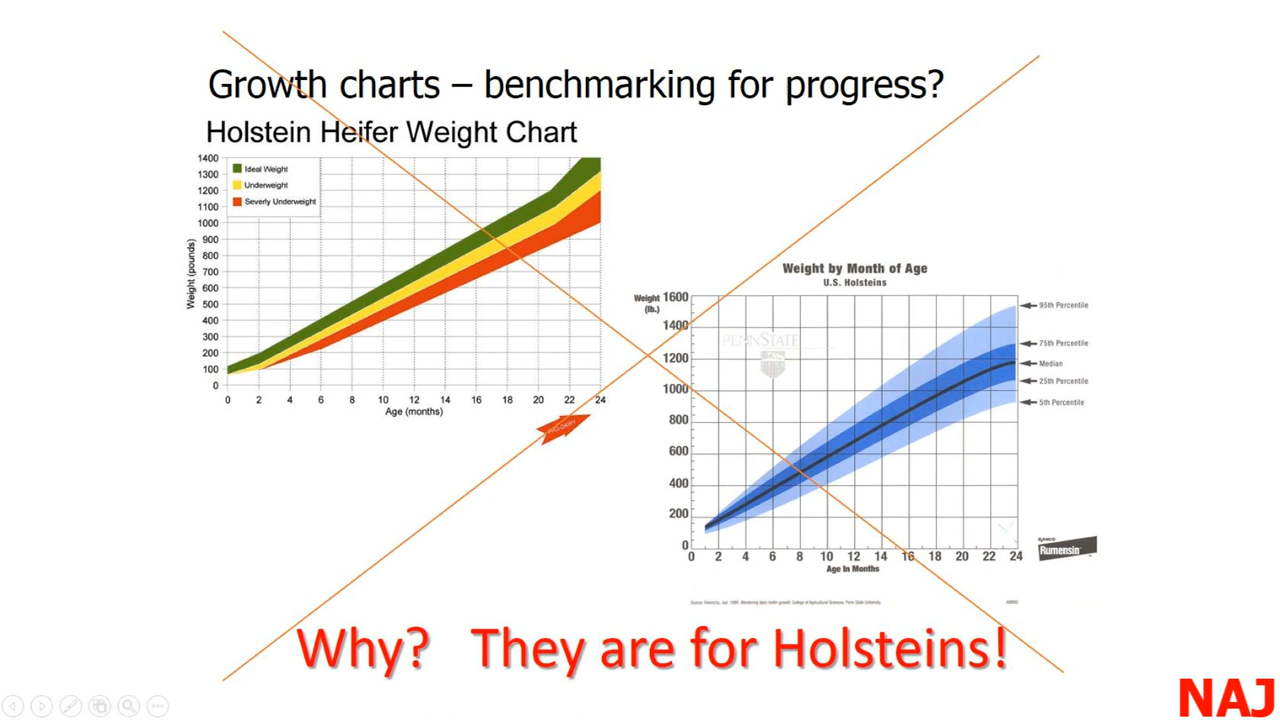 Growth charts – benchmarking for progress?
Holstein Heifer Weight Chart
1400
1300
1200
1100
1000
900
800
700
600
500
400
300
200
100
0
Weight (pounds)
Ideal Weight
Underweight
Severly Underweight
0 2 4 6 8 10 12 14 16 18 20 22 24
Age (months)
PRO-DAIRY
Weight by Month of Age
U.S. Holsteins
Weight
(lb.)
1600
1400
1200
1000
800
600
400
200
0
PENNSTATE
95th Percentile
75th Percentile
Median
25th Percentile
5th Percentile
0 2 4 6 8 10 12 14 16 18 20 22 24
Age In Months
Rumensin
Why? They are for Holsteins!
NAJ